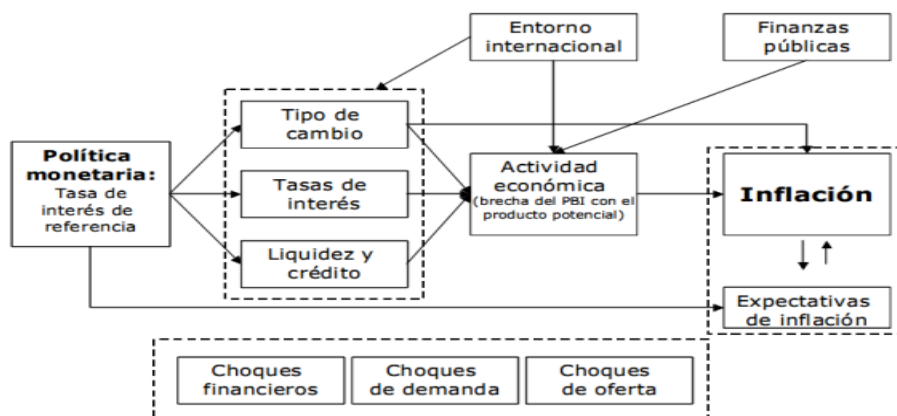 Entorno
internacional
Finanzas
públicas
Tipo de
cambio
Política
monetaria:
Tasa de
interés de
referencia
Tasas de
interés
Actividad
económica
(brecha del PBI con el
producto potencial)
Inflación
Liquidez y
crédito
Expectativas
de inflación
Choques
financieros
Choques
de demanda
Choques
de oferta